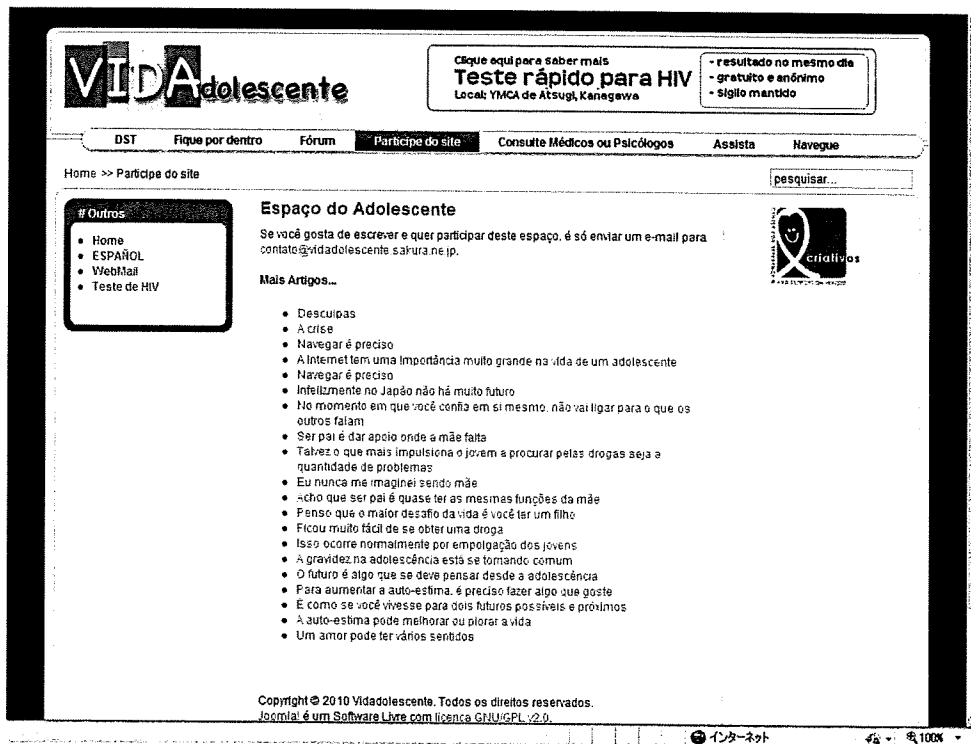 VIDAdolescente
Clique aqui para saber mais
Teste rápido para HIV
Local: YMCA de Atsugi, Kanagawa
- resultado no mesmo dia
- gratuito e anônimo
- sigilo mantido
DST Fique por dentro Fórum Participe do site Consulte Médicos ou Psicólogos Assista Navegue
Home >> Participe do site
pesquisar...
# Outros
Home
ESPAÑOL
WebMail
Teste de HIV
Espaço do Adolescente
Se você gosta de escrever e quer participar deste espaço, é só enviar um e-mail para
contato@vidadolescente.sakura.ne.jp.
Mais Artigos...
Desculpas
A crise
Navegar é preciso
A Internet tem uma importância muito grande na vida de um adolescente
Navegar é preciso
Infelizmente no Japão não há muito futuro
No momento em que você confia em si mesmo, não vai ligar para o que os
outros falam
Ser pai é dar apoio onde a mãe falta
Talvez o que mais impulsiona o jovem a procurar pelas drogas seja a
quantidade de problemas
Eu nunca me imaginei sendo mãe
Acho que ser pai é quase ter as mesmas funções da mãe
Penso que o maior desafio da vida é você ter um filho
Ficou muito fácil de se obter uma droga
Isso ocorre normalmente por empolgação dos jovens
A gravidez na adolescência está se tornando comum
O futuro é algo que se deve pensar desde a adolescência
Para aumentar a auto-estima, é preciso fazer algo que goste
É como se você vivesse para dois futuros possíveis e próximos
A auto-estima pode melhorar ou piorar a vida
Um amor pode ter vários sentidos
criativos
Copyright © 2010 Vidadolescente. Todos os direitos reservados.
Joomla! é um Software Livre com licença GNU/GPL v2.0.
インターネット
100%